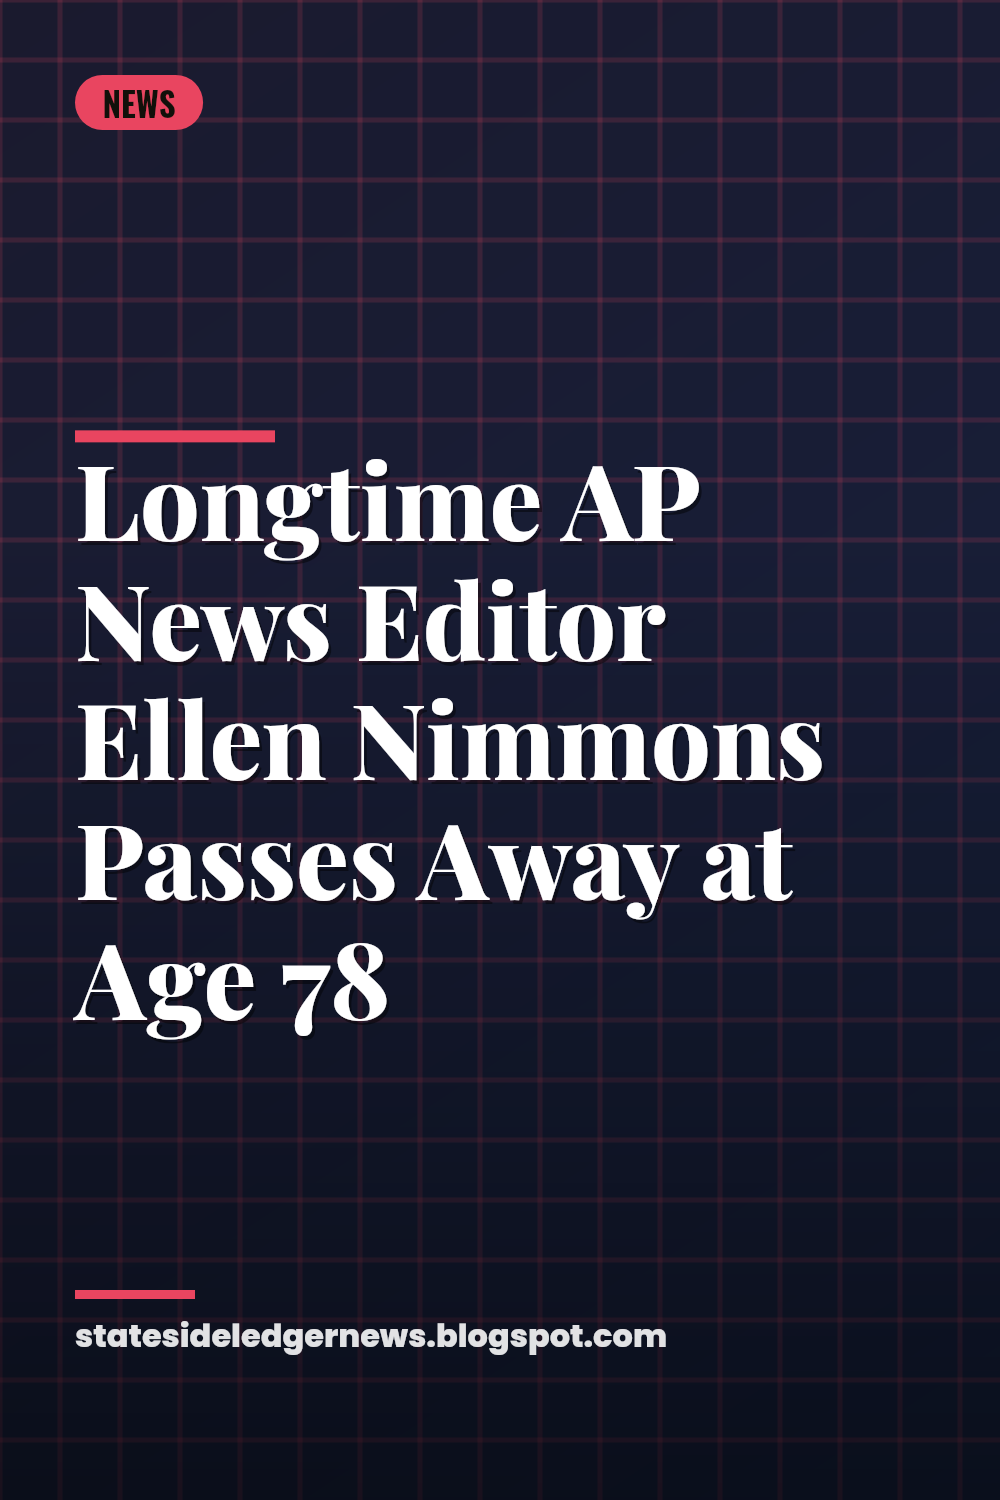 NEWS
Longtime AP
News Editor
Ellen Nimmons
Passes Away at
Age 78
statesideledgernews.blogspot.com